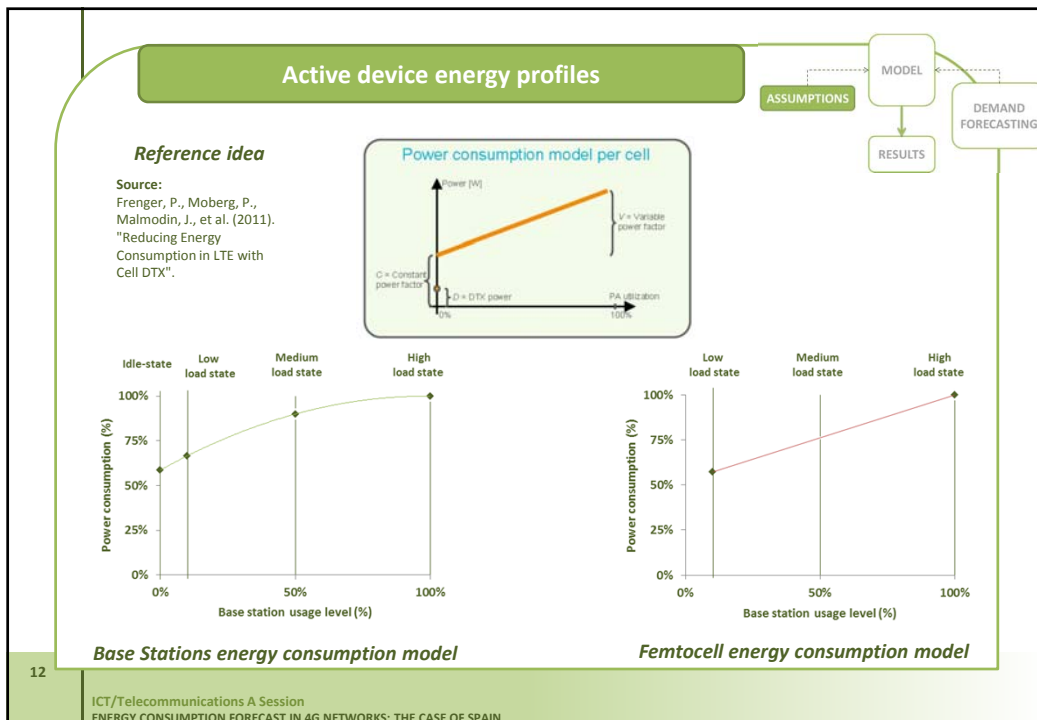 Active device energy profiles
MODEL
ASSUMPTIONS
DEMAND
FORECASTING
RESULTS
Reference idea
Source:
Frenger, P., Moberg, P.,
Malmodin, J., et al. (2011).
"Reducing Energy
Consumption in LTE with
Cell DTX".
Power consumption model per cell
Power [W]
V = Variable
power factor
C = Constant
power factor
D = DTX power
PA utilization
0%
100%
Idle-state
Low
load state
Medium
load state
High
load state
100%
75%
50%
25%
0%
Power consumption (%)
0%
50%
100%
Base station usage level (%)
Base Stations energy consumption model
Low
load state
Medium
load state
High
load state
100%
75%
50%
25%
0%
Power consumption (%)
0%
50%
100%
Base station usage level (%)
Femtocell energy consumption model
12
ICT/Telecommunications A Session
ENERGY CONSUMPTION FORECAST IN 4G NETWORKS: THE CASE OF SPAIN